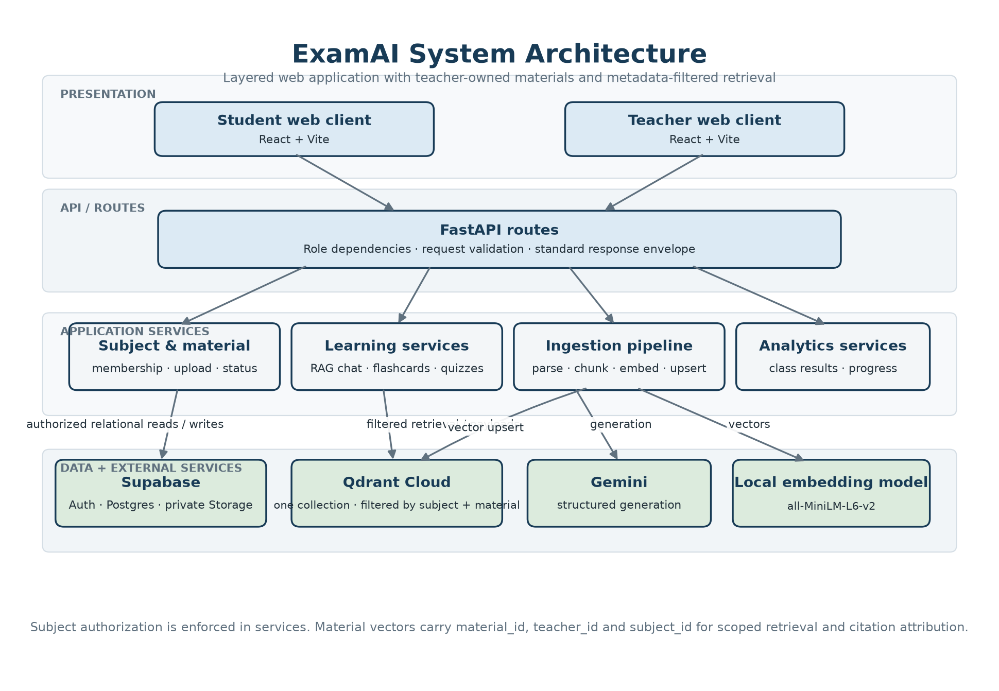 ExamAI System Architecture
Layered web application with teacher-owned materials and metadata-filtered retrieval
PRESENTATION
Student web client
React + Vite
Teacher web client
React + Vite
API / ROUTES
FastAPI routes
Role dependencies · request validation · standard response envelope
APPLICATION SERVICES
Subject & material
membership · upload · status
Learning services
RAG chat · flashcards · quizzes
Ingestion pipeline
parse · chunk · embed · upsert
Analytics services
class results · progress
authorized relational reads / writes
filtered retrieval / payloads
vector upsert
generation
vectors
DATA + EXTERNAL SERVICES
Supabase
Auth · Postgres · private Storage
Qdrant Cloud
one collection · filtered by subject + material
Gemini
structured generation
Local embedding model
all-MiniLM-L6-v2
Subject authorization is enforced in services. Material vectors carry material_id, teacher_id and subject_id for scoped retrieval and citation attribution.